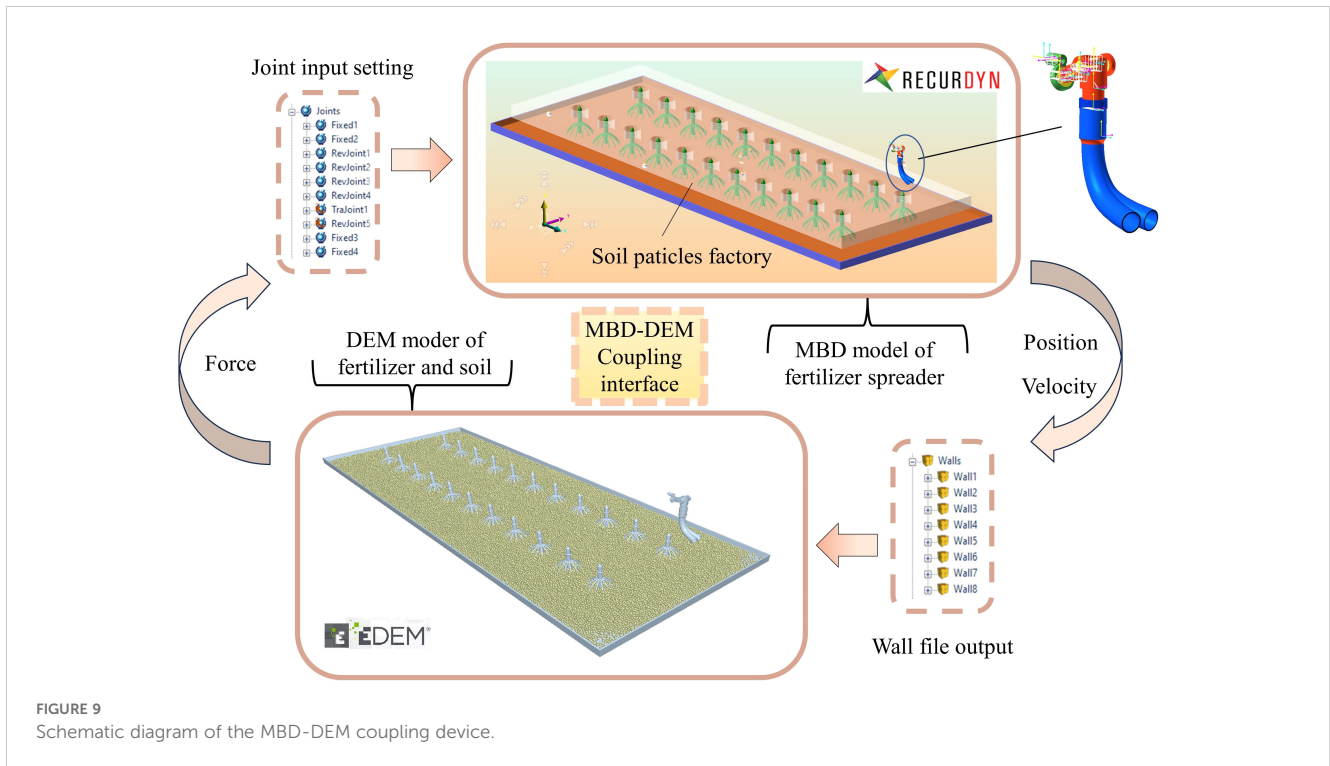 Joint input setting
Joints
Fixed1
Fixed2
RevJoint1
RevJoint2
RevJoint3
RevJoint4
TraJoint1
RevJoint5
Fixed3
Fixed4
RECURDYN
Soil paticles factory
Force
DEM moder of
fertilizer and soil
MBD-DEM
Coupling
interface
MBD model of
fertilizer spreader
Position
Velocity
Walls
Wall1
Wall2
Wall3
Wall4
Wall5
Wall6
Wall7
Wall8
Wall file output
EDEM®
FIGURE 9
Schematic diagram of the MBD-DEM coupling device.